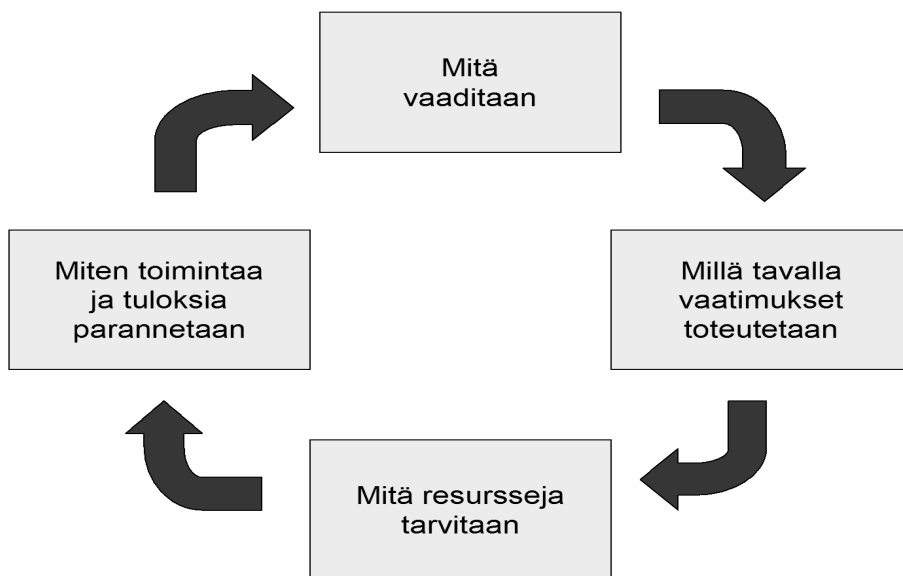 Mitä
vaaditaan
Millä tavalla
vaatimukset
toteutetaan
Mitä resursseja
tarvitaan
Miten toimintaa
ja tuloksia
parannetaan